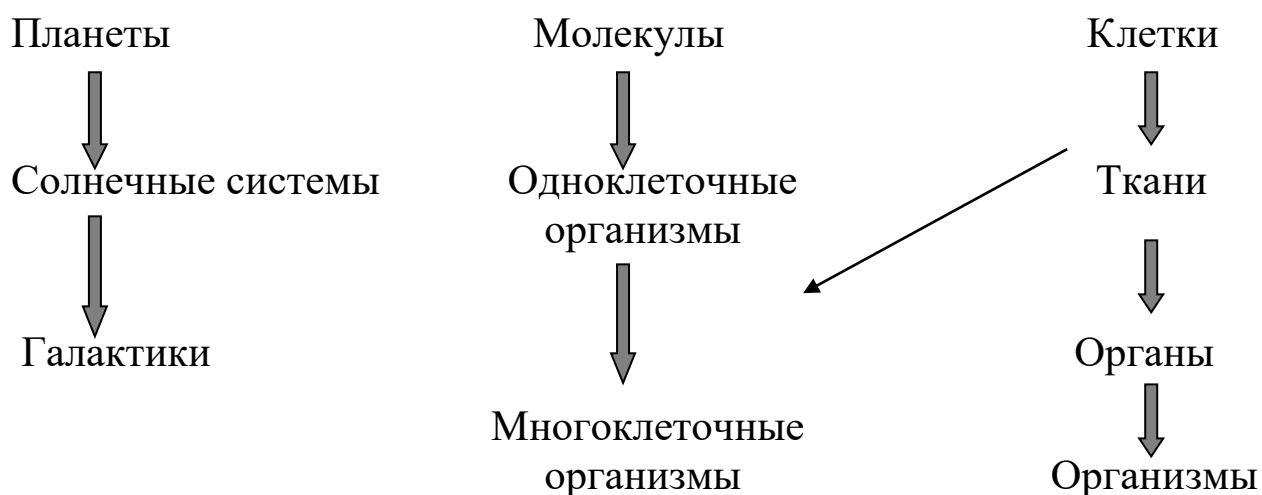 Планеты
Молекулы
Клетки
Солнечные системы
Одноклеточные
организмы
Ткани
Галактики
Органы
Многоклеточные
организмы
Организмы